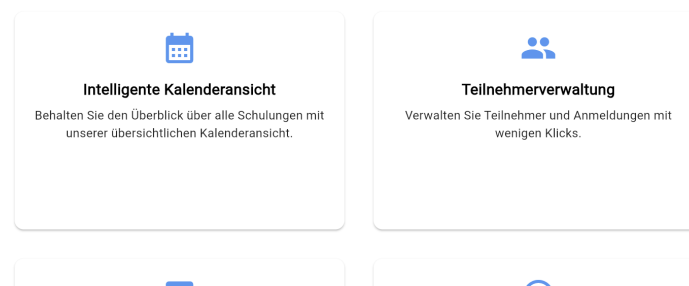 Intelligente Kalenderansicht
Behalten Sie den Überblick über alle Schulungen mit
unserer übersichtlichen Kalenderansicht.
Teilnehmerverwaltung
Verwalten Sie Teilnehmer und Anmeldungen mit
wenigen Klicks.